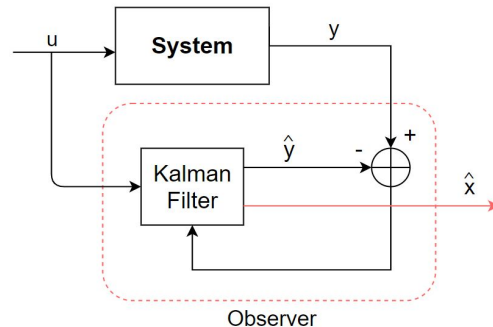 u
System
y
+
-
ŷ
Kalman
Filter
x̂
Observer